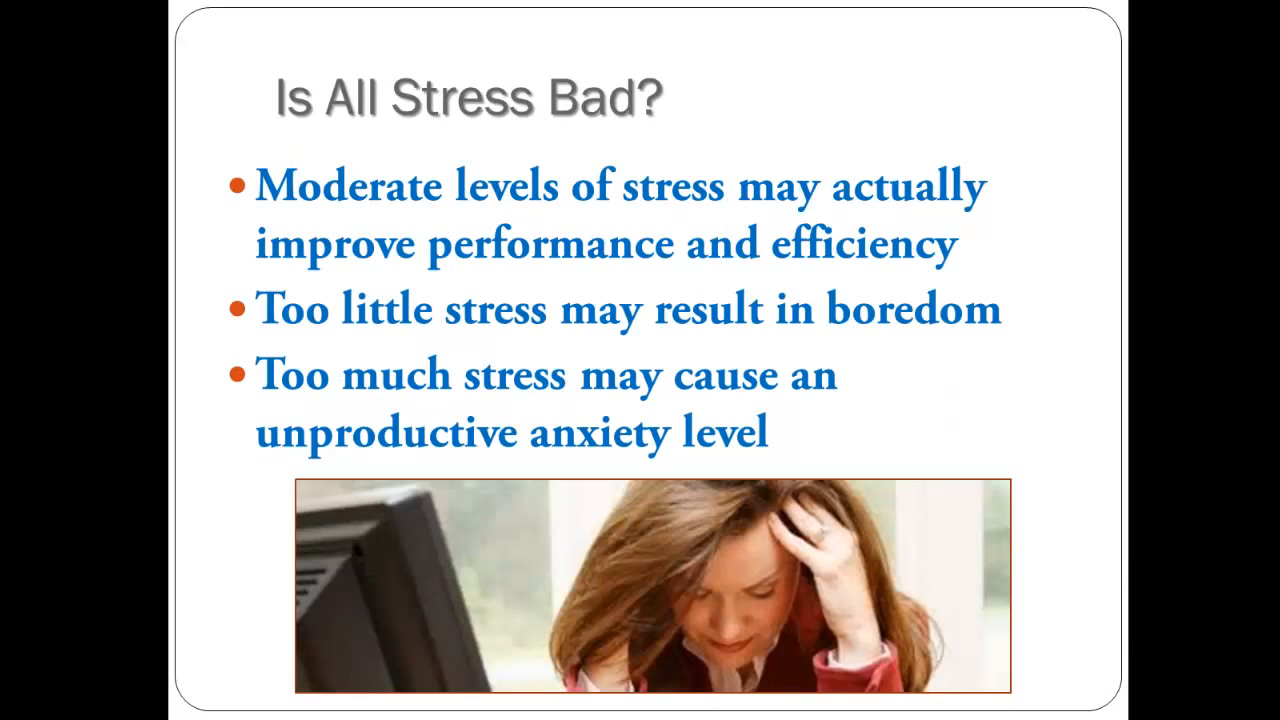 Is All Stress Bad?
• Moderate levels of stress may actually
improve performance and efficiency
• Too little stress may result in boredom
• Too much stress may cause an
unproductive anxiety level